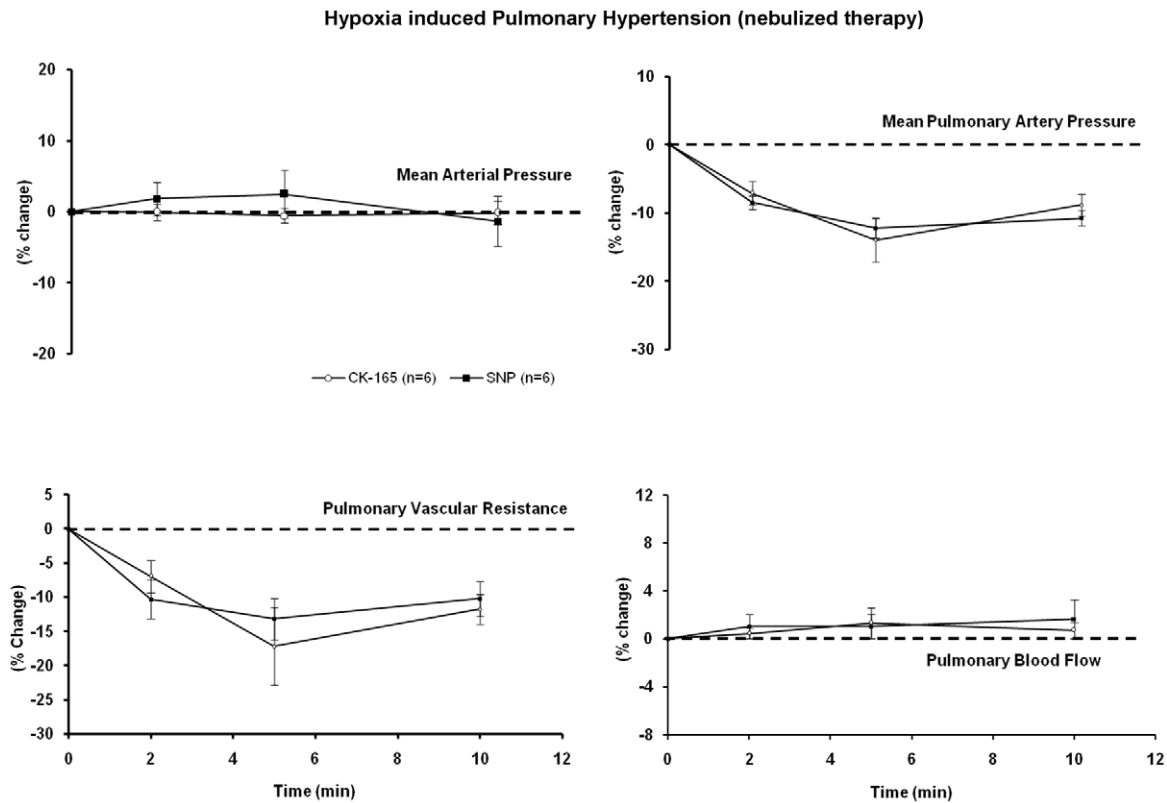 Hypoxia induced Pulmonary Hypertension (nebulized therapy)
20
10
0
-10
-20
(% change)
Mean Arterial Pressure
CK-165 (n=6) SNP (n=6)
10
0
-10
-20
-30
(% change)
Mean Pulmonary Artery Pressure
5
0
-5
-10
-15
-20
-25
-30
(% Change)
Pulmonary Vascular Resistance
0 2 4 6 8 10 12
Time (min)
12
8
4
0
-4
-8
(% change)
Pulmonary Blood Flow
0 2 4 6 8 10 12
Time (min)